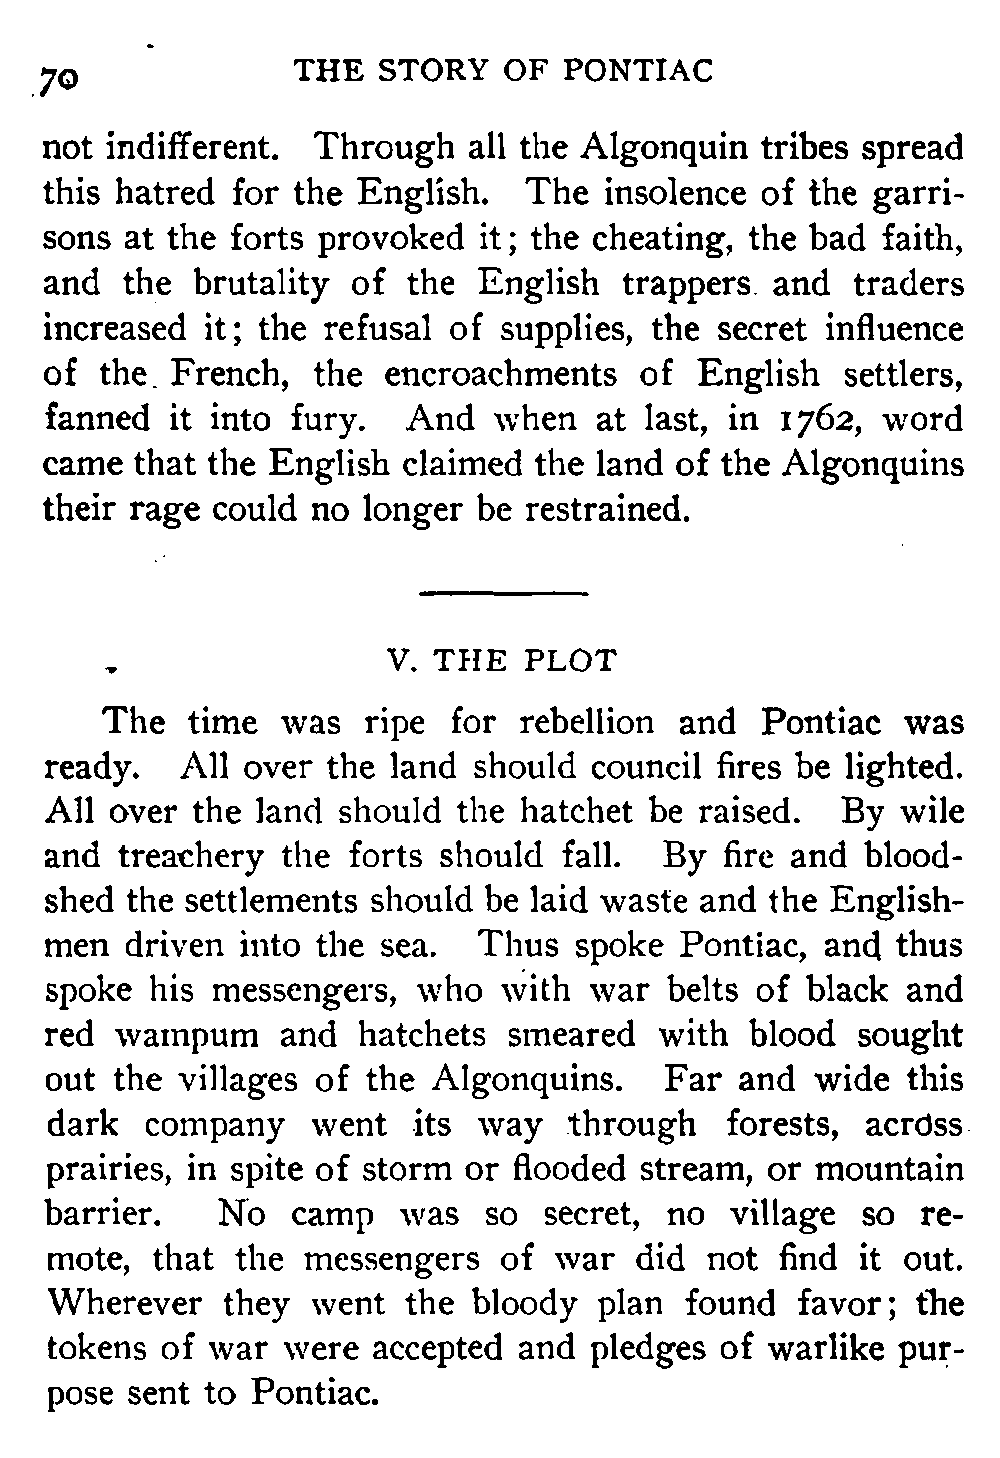 70 THE STORY OF PONTIAC
not indifferent. Through all the Algonquin tribes spread
this hatred for the English. The insolence of the garri-
sons at the forts provoked it; the cheating, the bad faith,
and the brutality of the English trappers and traders
increased it; the refusal of supplies, the secret influence
of the French, the encroachments of English settlers,
fanned it into fury. And when at last, in 1762, word
came that the English claimed the land of the Algonquins
their rage could no longer be restrained.
V. THE PLOT
The time was ripe for rebellion and Pontiac was
ready. All over the land should council fires be lighted.
All over the land should the hatchet be raised. By wile
and treachery the forts should fall. By fire and blood-
shed the settlements should be laid waste and the English-
men driven into the sea. Thus spoke Pontiac, and thus
spoke his messengers, who with war belts of black and
red wampum and hatchets smeared with blood sought
out the villages of the Algonquins. Far and wide this
dark company went its way through forests, across
prairies, in spite of storm or flooded stream, or mountain
barrier. No camp was so secret, no village so re-
mote, that the messengers of war did not find it out.
Wherever they went the bloody plan found favor; the
tokens of war were accepted and pledges of warlike pur-
pose sent to Pontiac.